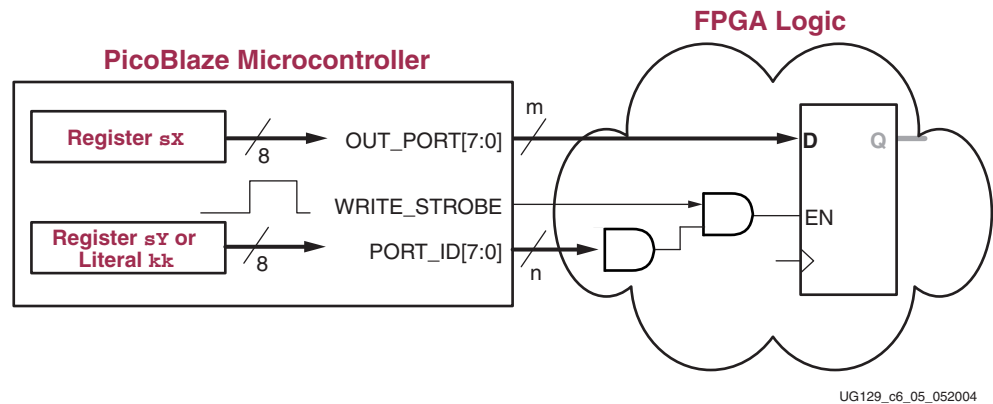 FPGA Logic
PicoBlaze Microcontroller
Register sX
8
OUT_PORT[7:0]
m
D
Q
WRITE_STROBE
EN
Register sY or
Literal kk
8
PORT_ID[7:0]
n
UG129_c6_05_052004